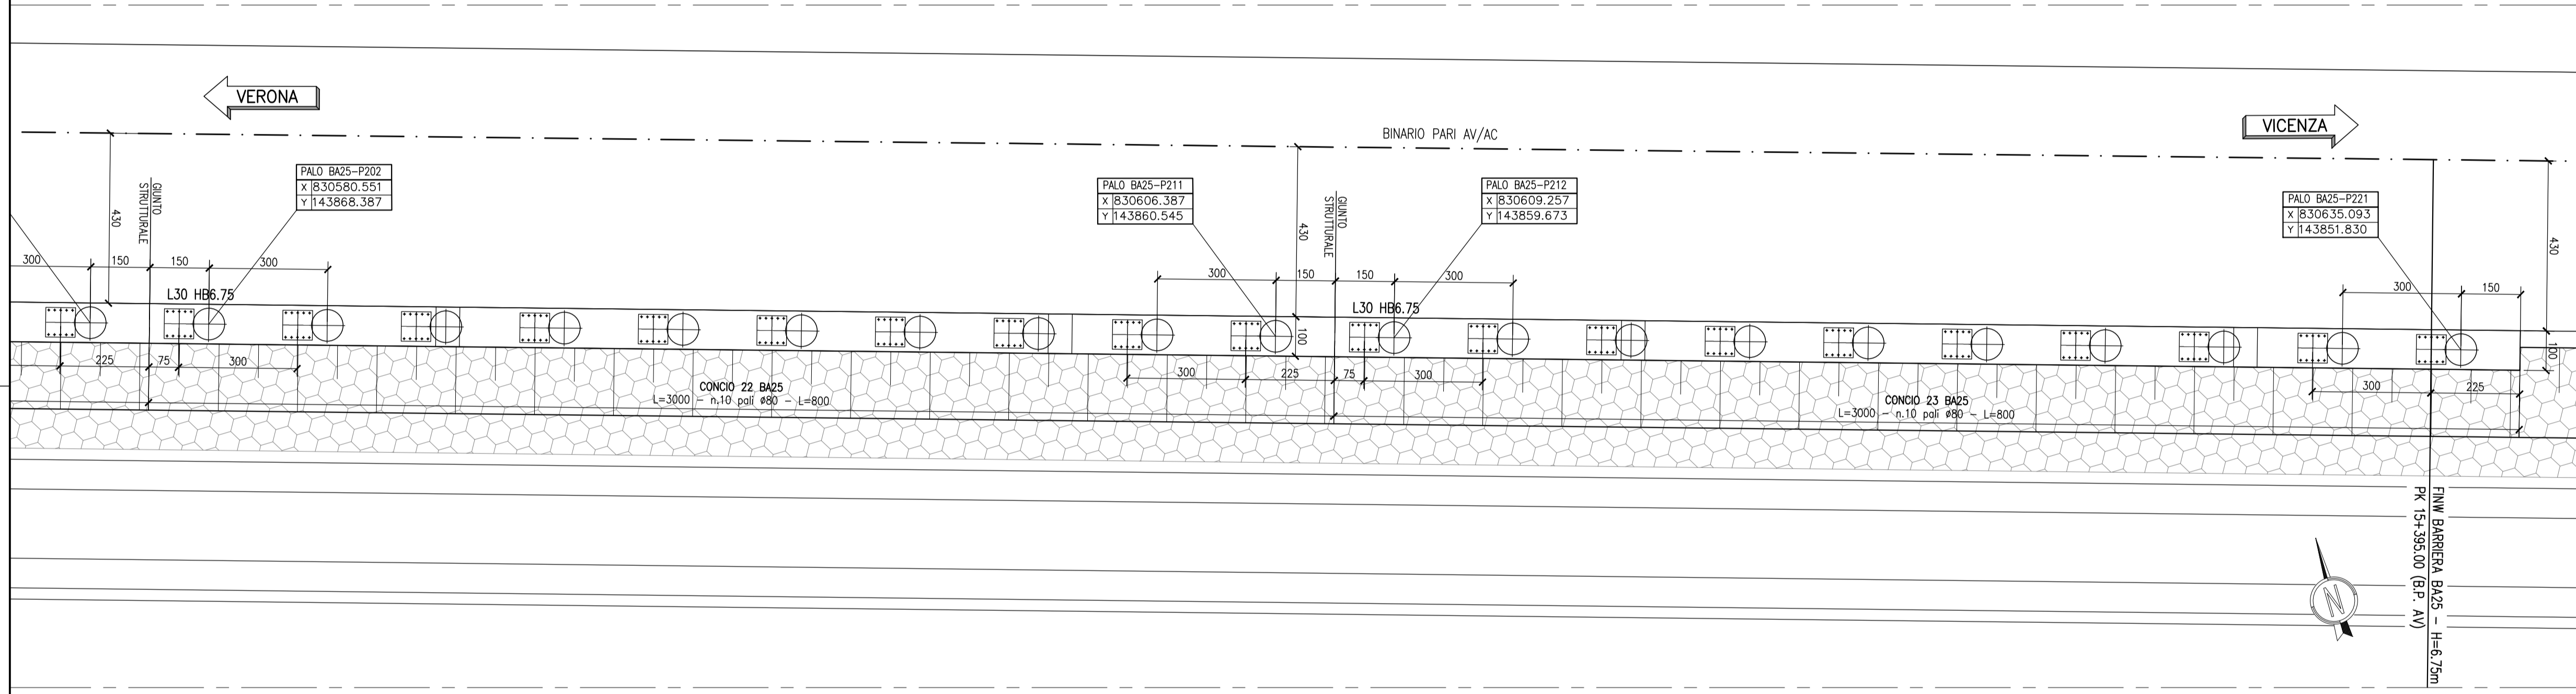 VERONA
VICENZA
BINARIO PARI AV/AC
PALO BA25-P202
X 830580.551
Y 143868.387
PALO BA25-P211
X 830606.387
Y 143860.545
PALO BA25-P212
X 830609.257
Y 143859.673
PALO BA25-P221
X 830635.093
Y 143851.830
430
GIUNTO
STRUTTURALE
430
GIUNTO
STRUTTURALE
430
300
150
150
300
300
150
150
300
300
150
L30 HB6.75
L30 HB6.75
100
100
225
75
300
300
225
75
300
300
225
CONCIO 22 BA25
L=3000 - n.10 pali ø80 - L=800
CONCIO 23 BA25
L=3000 - n.10 pali ø80 - L=800
FINW BARRIERA BA25 - H=6.75m
PK 15+395.00 (B.P. AV)
N